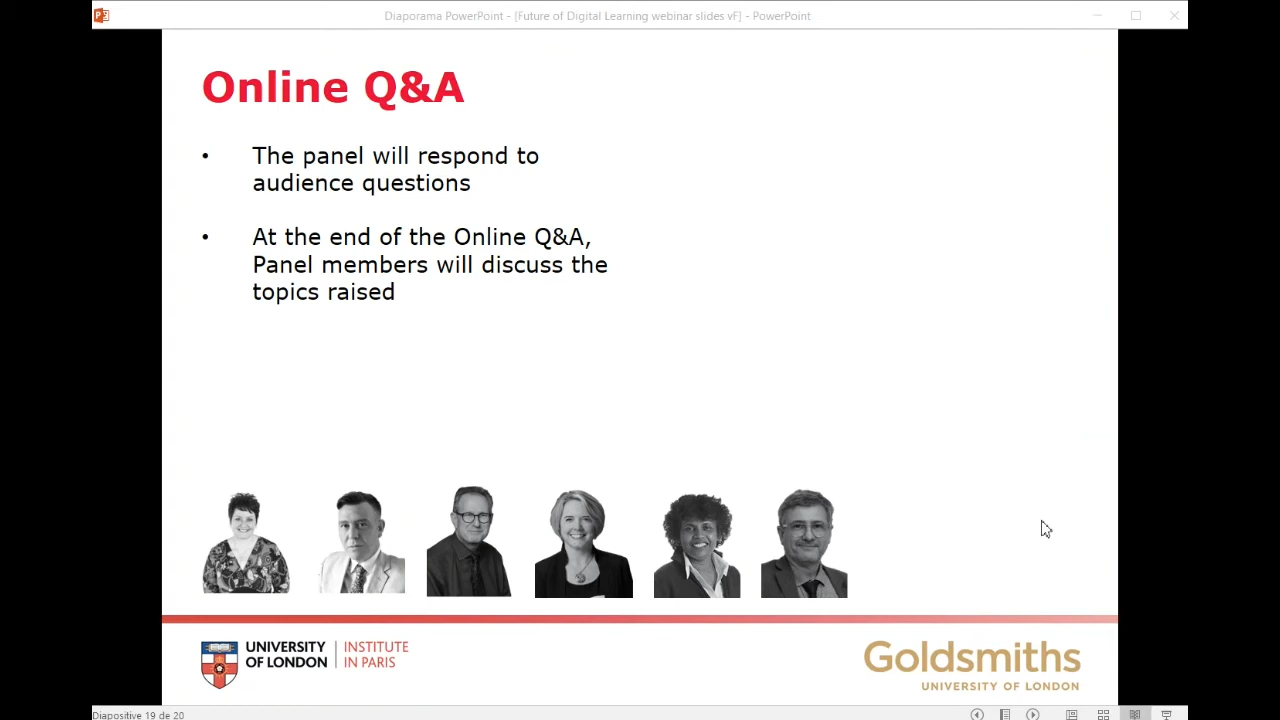 Diaporama PowerPoint - [Future of Digital Learning webinar slides vF] - PowerPoint
Online Q&A
• The panel will respond to
audience questions
• At the end of the Online Q&A,
Panel members will discuss the
topics raised
UNIVERSITY
OF LONDON
INSTITUTE
IN PARIS
Goldsmiths
UNIVERSITY OF LONDON
Diapositive 19 de 20